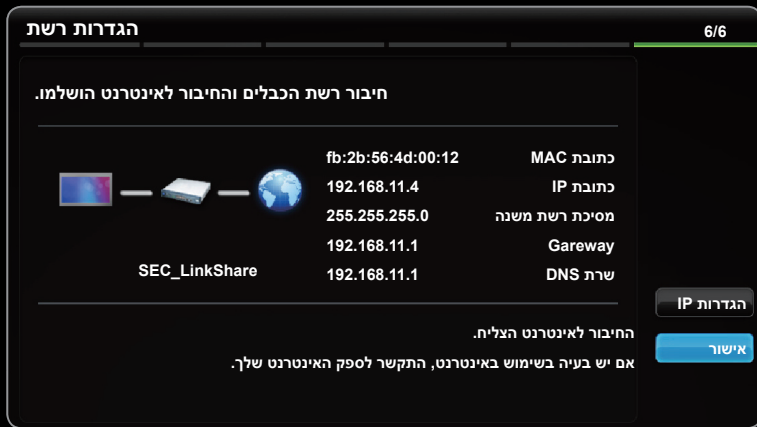 הגדרות רשת
6/6
חיבור רשת הכבלים והחיבור לאינטרנט הושלמו.
כתובת MAC fb:2b:56:4d:00:12
כתובת IP 192.168.11.4
מסיכת רשת משנה 255.255.255.0
Gareway 192.168.11.1
שרת DNS 192.168.11.1
SEC_LinkShare
החיבור לאינטרנט הצליח.
אם יש בעיה בשימוש באינטרנט, התקשר לספק האינטרנט שלך.
הגדרות IP
אישור